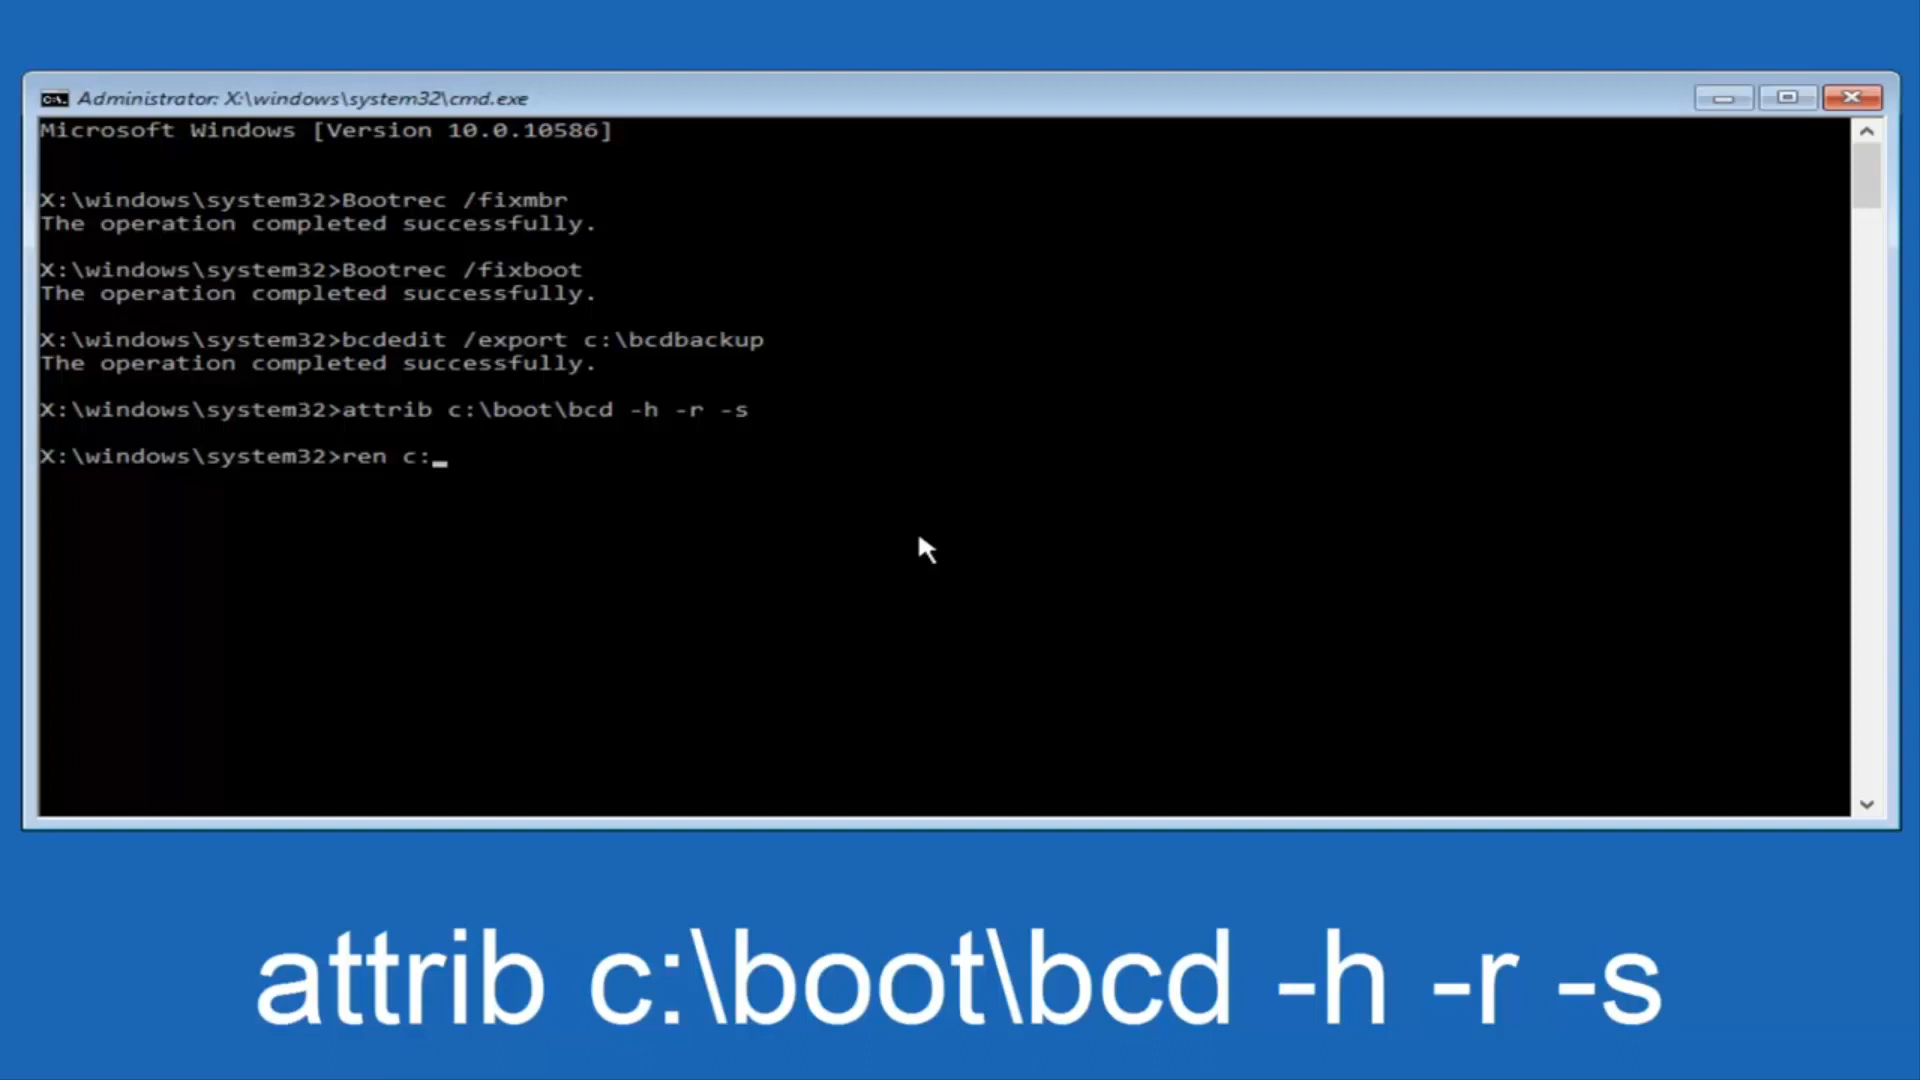 Administrator: X:\windows\system32\cmd.exe
Microsoft Windows [Version 10.0.10586]
X:\windows\system32>Bootrec /fixmbr
The operation completed successfully.
X:\windows\system32>Bootrec /fixboot
The operation completed successfully.
X:\windows\system32>bcdedit /export c:\bcdbackup
The operation completed successfully.
X:\windows\system32>attrib c:\boot\bcd -h -r -s
X:\windows\system32>ren c:
attrib c:\boot\bcd -h -r -s